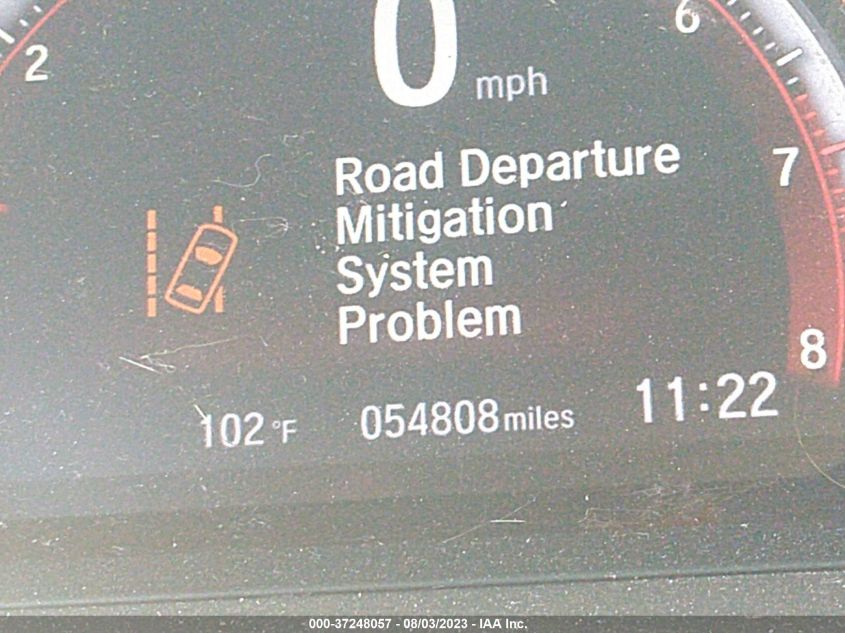 2
0 mph
6
7
8
Road Departure
Mitigation
System
Problem
102 °F 054808 miles 11:22
000-37248057 - 08/03/2023 - IAA Inc.